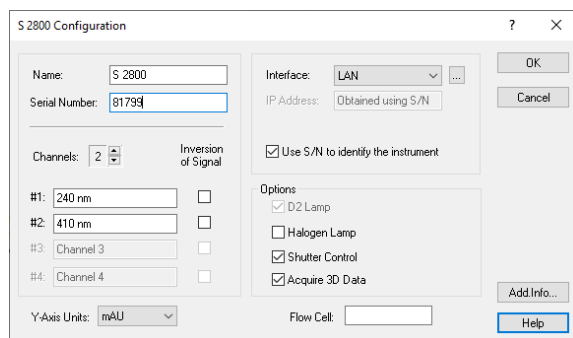 S 2800 Configuration
? ×
Name: S 2800
Serial Number: 81799
Channels: 2
Inversion
of Signal
#1: 240 nm
#2: 410 nm
#3: Channel 3
#4: Channel 4
Y-Axis Units: mAU
Interface: LAN ...
IP Address: Obtained using S/N
Use S/N to identify the instrument
Options
D2 Lamp
Halogen Lamp
Shutter Control
Acquire 3D Data
Flow Cell:
OK
Cancel
Add.Info...
Help